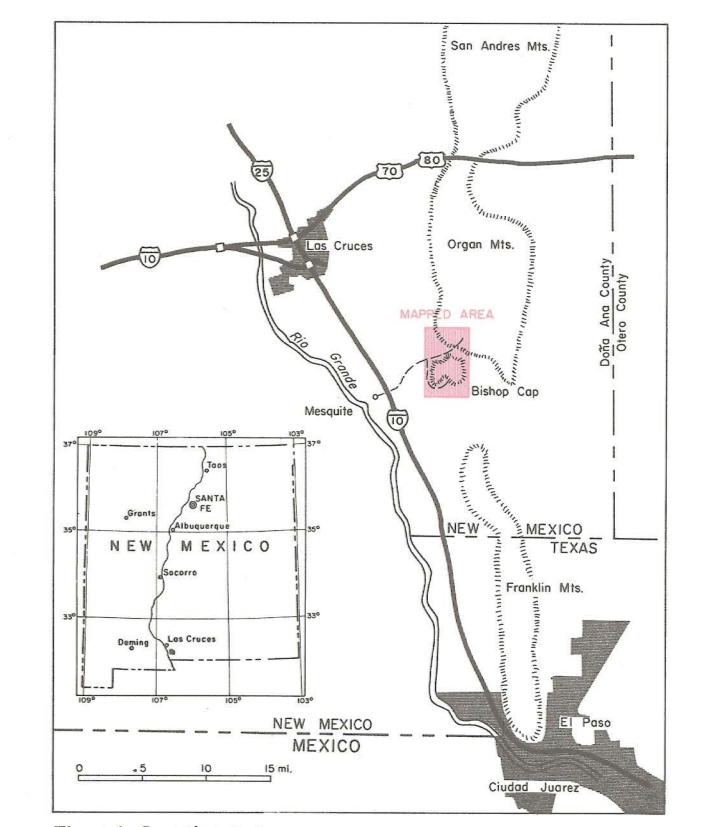 San Andres Mts.
25
70
80
Las Cruces
10
Organ Mts.
Doña Ana County
Otero County
MAPPED AREA
Rio Grande
Bishop Cap
Mesquite
10
109° 107° 105° 103°
37° 37°
Taos
SANTA
FE
Grants
Albuquerque
35° 35°
NEW MEXICO
Socorro
33° 33°
Deming
Las Cruces
109° 107° 105° 103°
NEW MEXICO
TEXAS
Franklin Mts.
El Paso
NEW MEXICO
MEXICO
0 .5 10 15 mi.
Ciudad Juarez